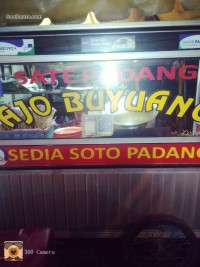 SATE PADANG
AJO BUYUANG
SEDIA SOTO PADANG
360 Camera